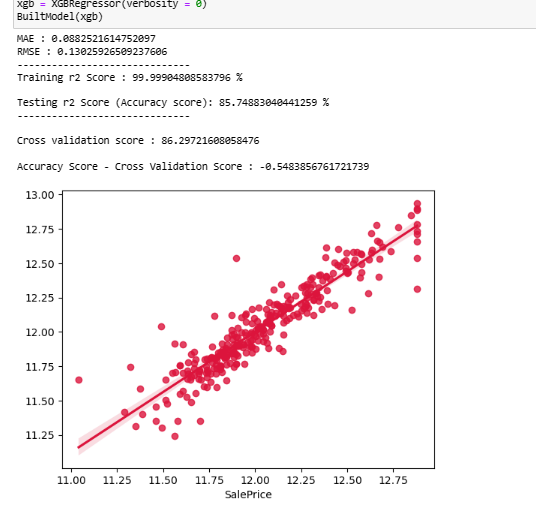 xgb = XGBRegressor(verbosity = 0)
BuiltModel(xgb)
MAE : 0.0882521614752097
RMSE : 0.13025926509237606
-----------------------------
Training r2 Score : 99.99904808583796 %
Testing r2 Score (Accuracy score): 85.74883040441259 %
-----------------------------
Cross validation score : 86.29721608058476
Accuracy Score - Cross Validation Score : -0.5483856761721739
13.00
12.75
12.50
12.25
12.00
11.75
11.50
11.25
11.00 11.25 11.50 11.75 12.00 12.25 12.50 12.75
SalePrice